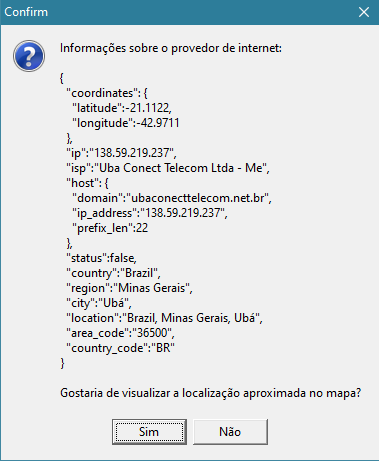 Confirm
Informações sobre o provedor de internet:
{
"coordinates": {
"latitude":-21.1122,
"longitude":-42.9711
},
"ip":"138.59.219.237",
"isp":"Uba Conect Telecom Ltda - Me",
"host": {
"domain":"ubaconecttelecom.net.br",
"ip_address":"138.59.219.237",
"prefix_len":22
},
"status":false,
"country":"Brazil",
"region":"Minas Gerais",
"city":"Ubá",
"location":"Brazil, Minas Gerais, Ubá",
"area_code":"36500",
"country_code":"BR"
}
Gostaria de visualizar a localização aproximada no mapa?
Sim Não